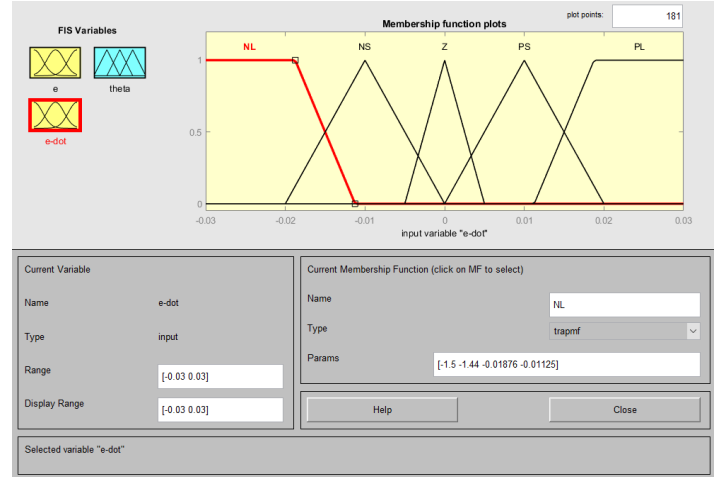 FIS Variables
e
theta
e-dot
Membership function plots
plot points:
181
NL
NS
Z
PS
PL
1
0.5
0
-0.03
-0.02
-0.01
0
0.01
0.02
0.03
input variable "e-dot"
Current Variable
Name
e-dot
Type
input
Range
[-0.03 0.03]
Display Range
[-0.03 0.03]
Current Membership Function (click on MF to select)
Name
NL
Type
trapmf
Params
[-1.5 -1.44 -0.01876 -0.01125]
Help
Close
Selected variable "e-dot"